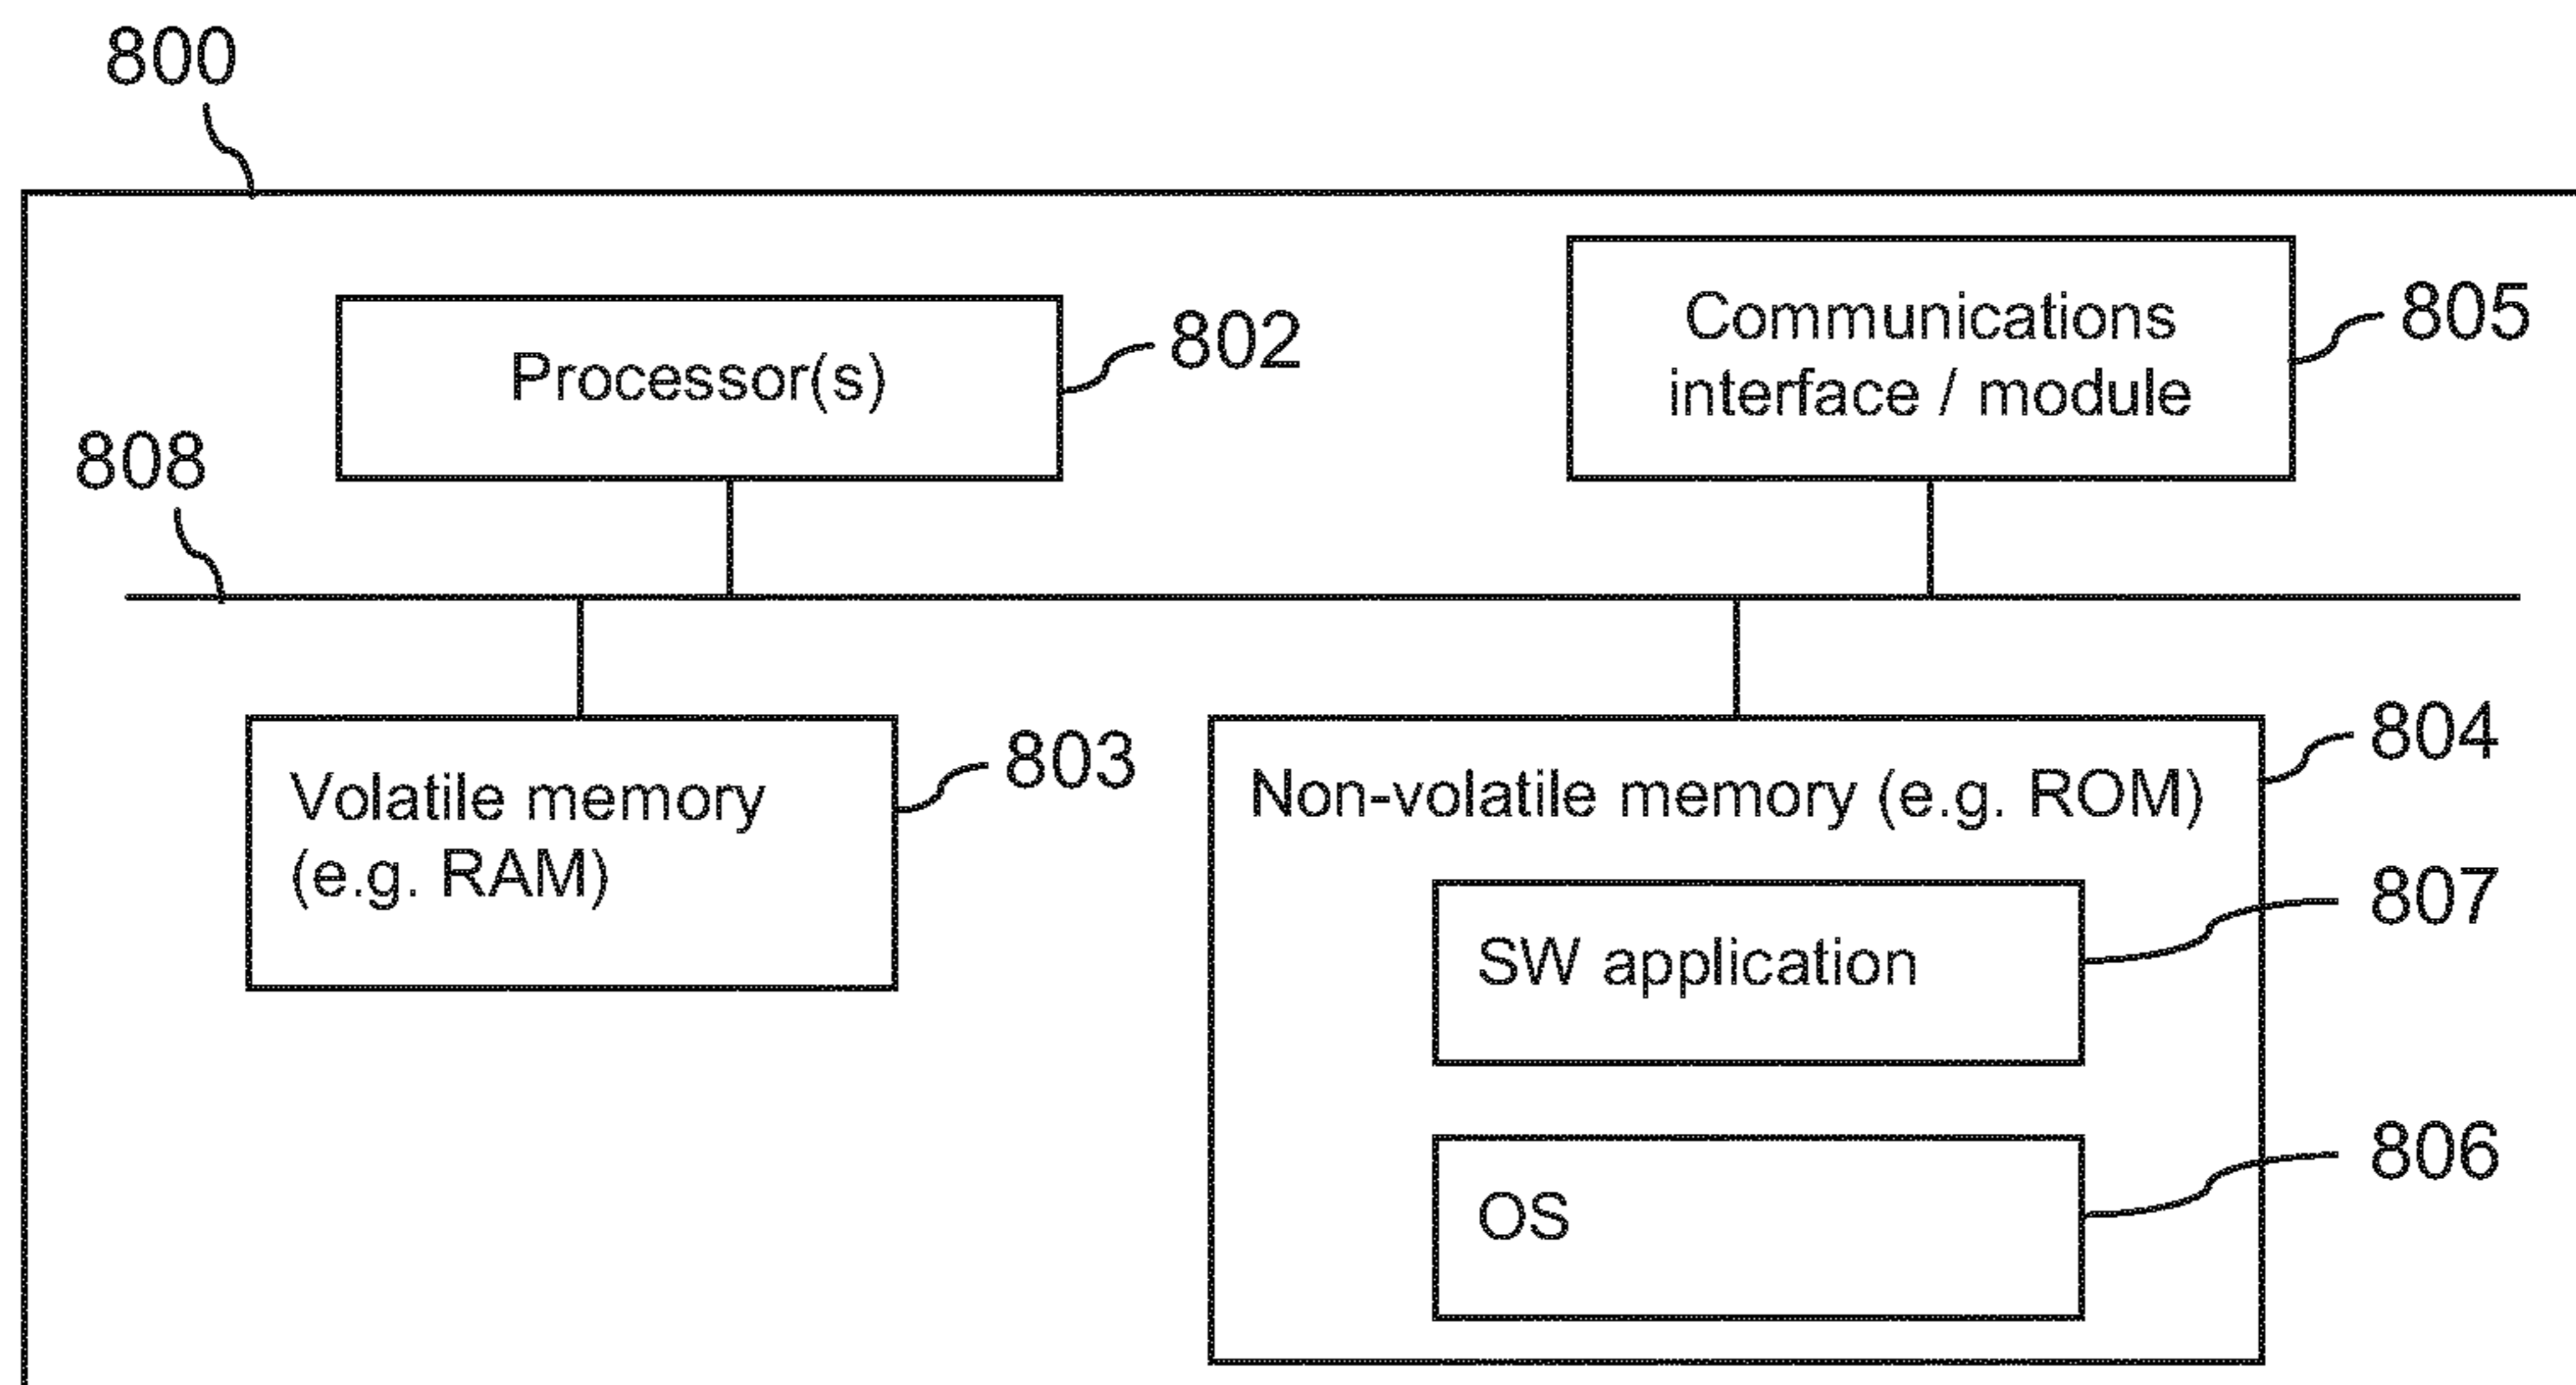 800
Processor(s)
802
Communications
interface / module
805
808
Volatile memory
(e.g. RAM)
803
Non-volatile memory (e.g. ROM)
804
SW application
807
OS
806